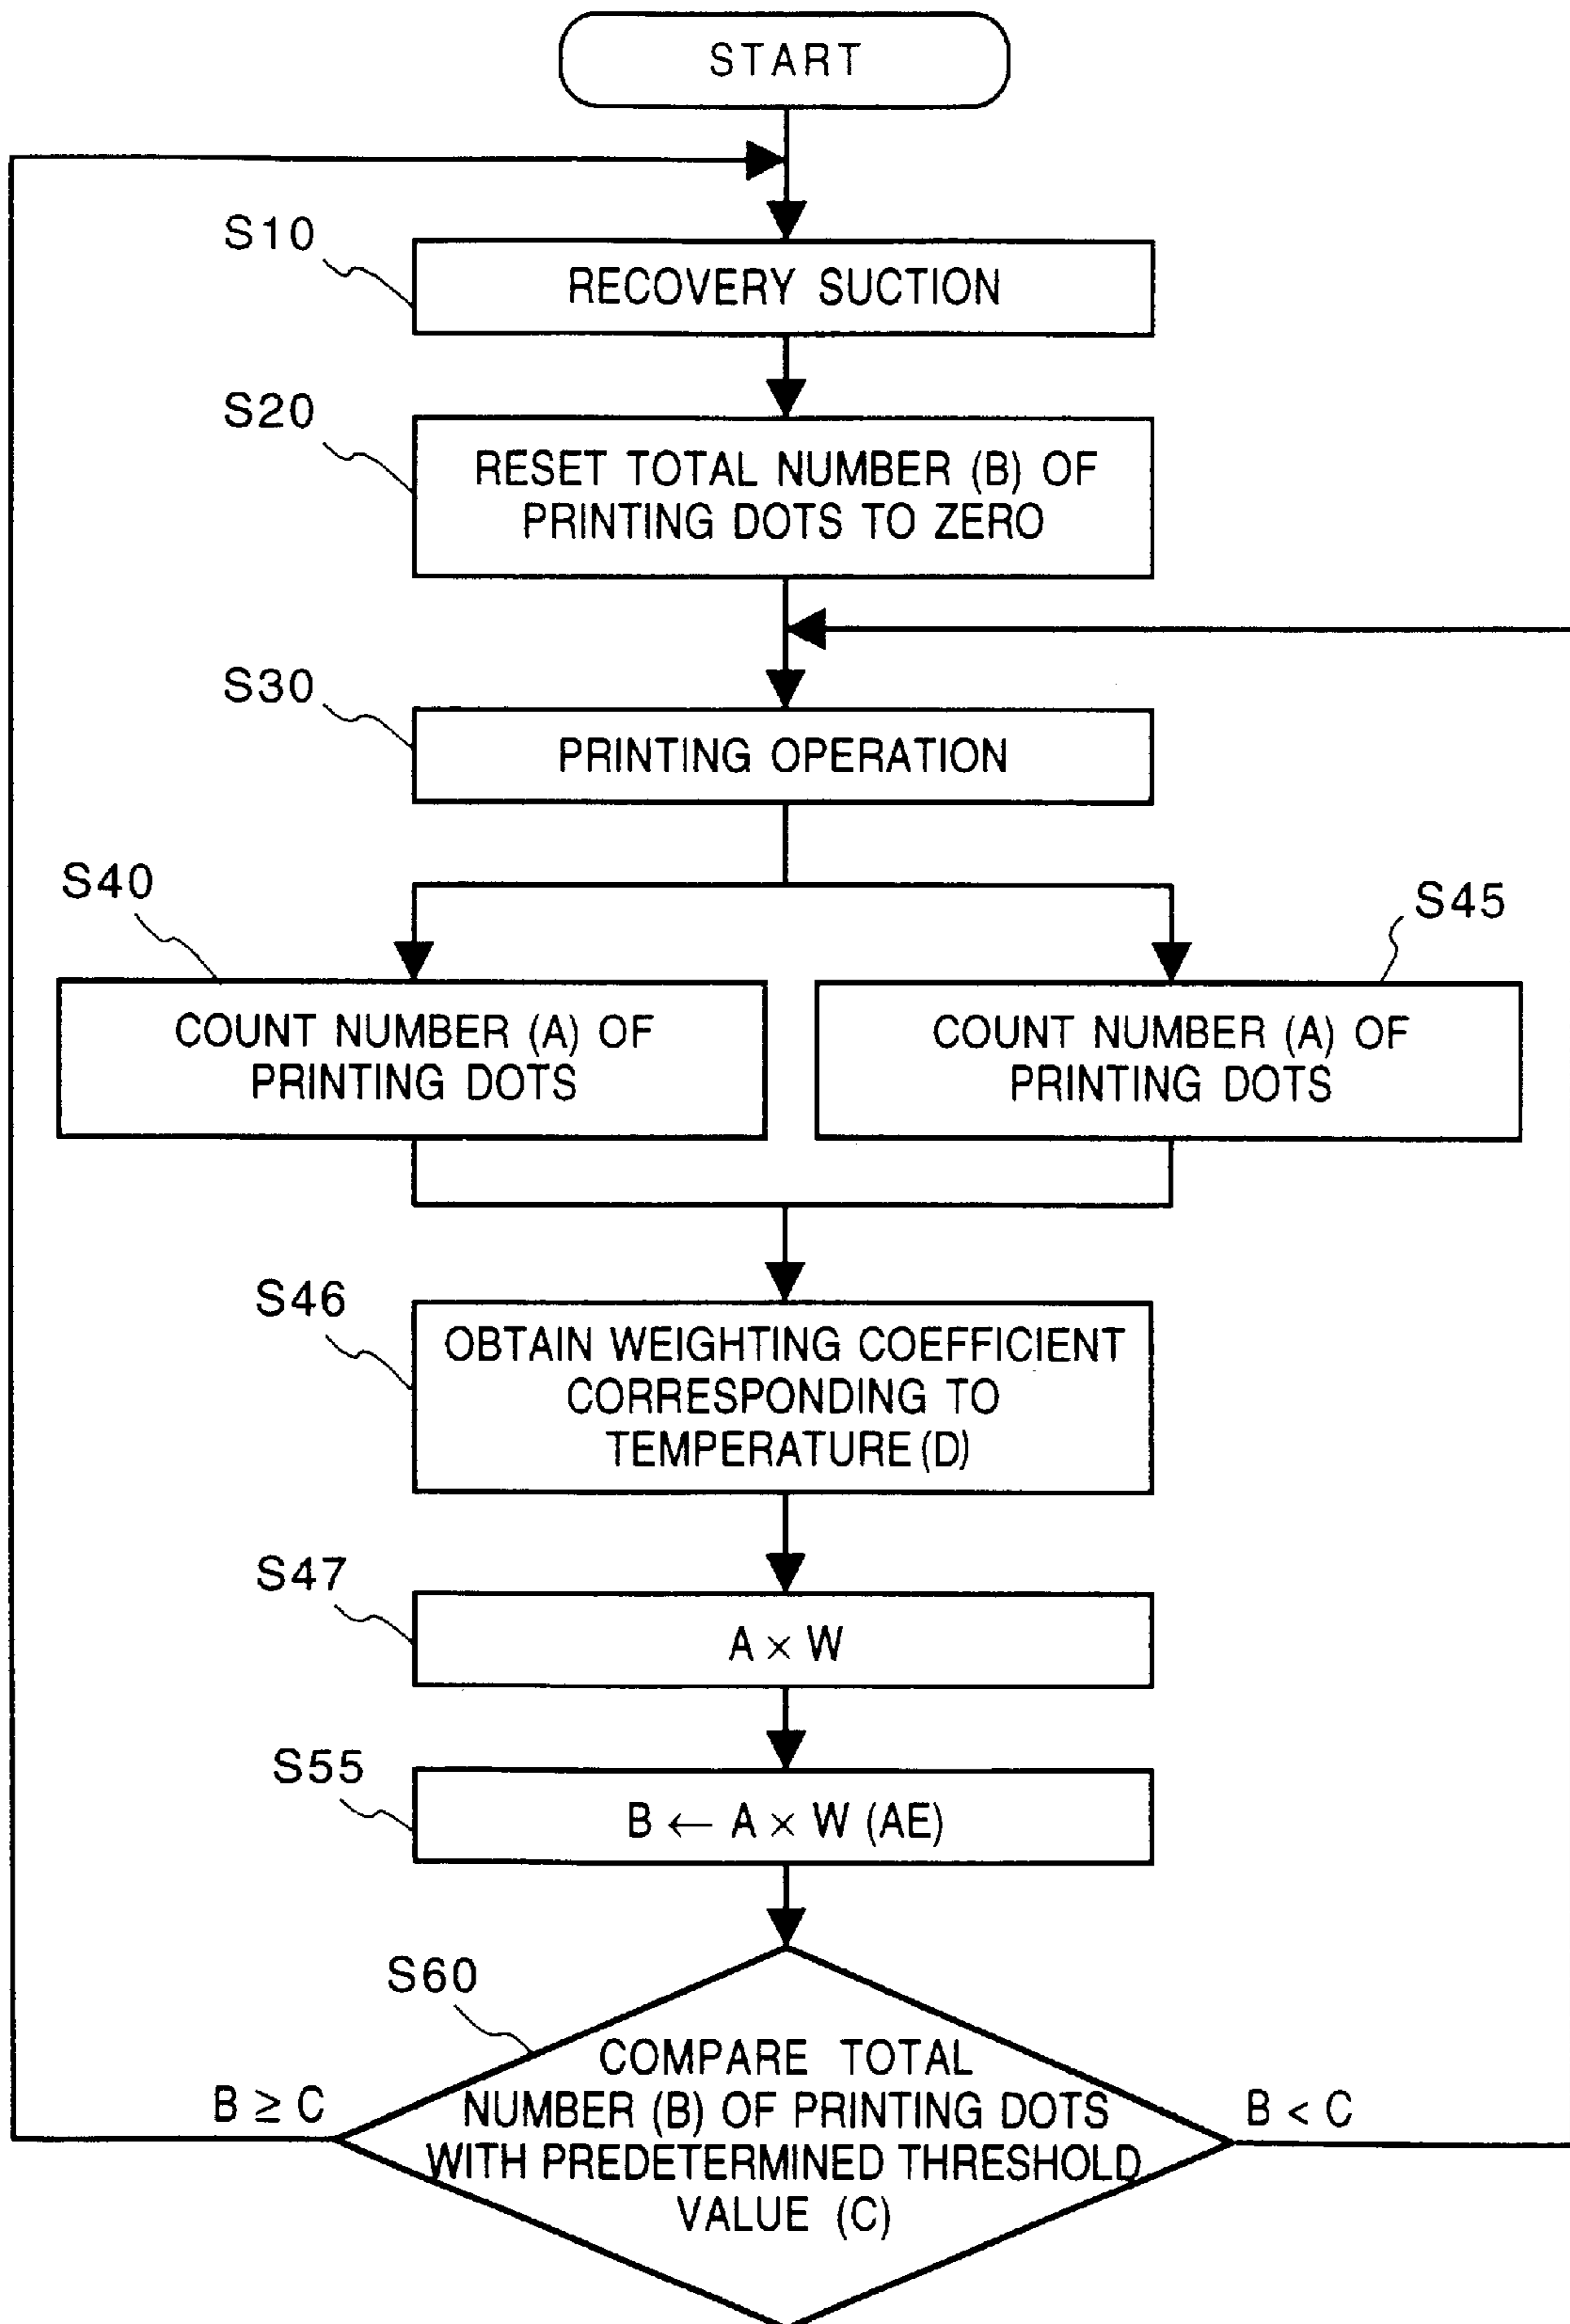 START
S10
RECOVERY SUCTION
S20
RESET TOTAL NUMBER (B) OF
PRINTING DOTS TO ZERO
S30
PRINTING OPERATION
S40
COUNT NUMBER (A) OF
PRINTING DOTS
S45
COUNT NUMBER (A) OF
PRINTING DOTS
S46
OBTAIN WEIGHTING COEFFICIENT
CORRESPONDING TO
TEMPERATURE (D)
S47
A × W
S55
B ← A × W (AE)
S60
COMPARE TOTAL
NUMBER (B) OF PRINTING DOTS
WITH PREDETERMINED THRESHOLD
VALUE (C)
B ≥ C
B < C